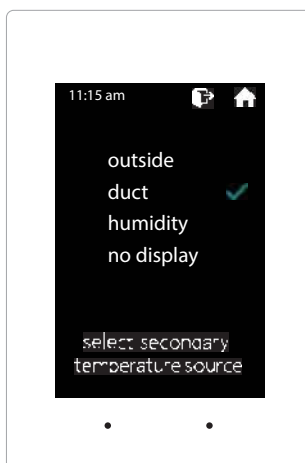 11:15 am
outside
duct
humidity
no display
select secondary
temperature source